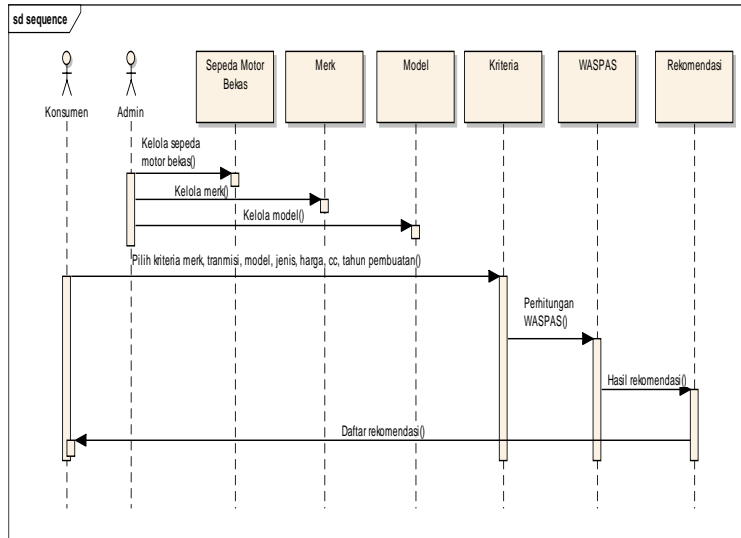 sd sequence
Konsumen
Admin
Sepeda Motor
Bekas
Merk
Model
Kriteria
WASPAS
Rekomendasi
Kelola sepeda
motor bekas()
Kelola merk()
Kelola model()
Pilih kriteria merk, tranmisi, model, jenis, harga, cc, tahun pembuatan()
Perhitungan
WASPAS()
Hasil rekomendasi()
Daftar rekomendasi()